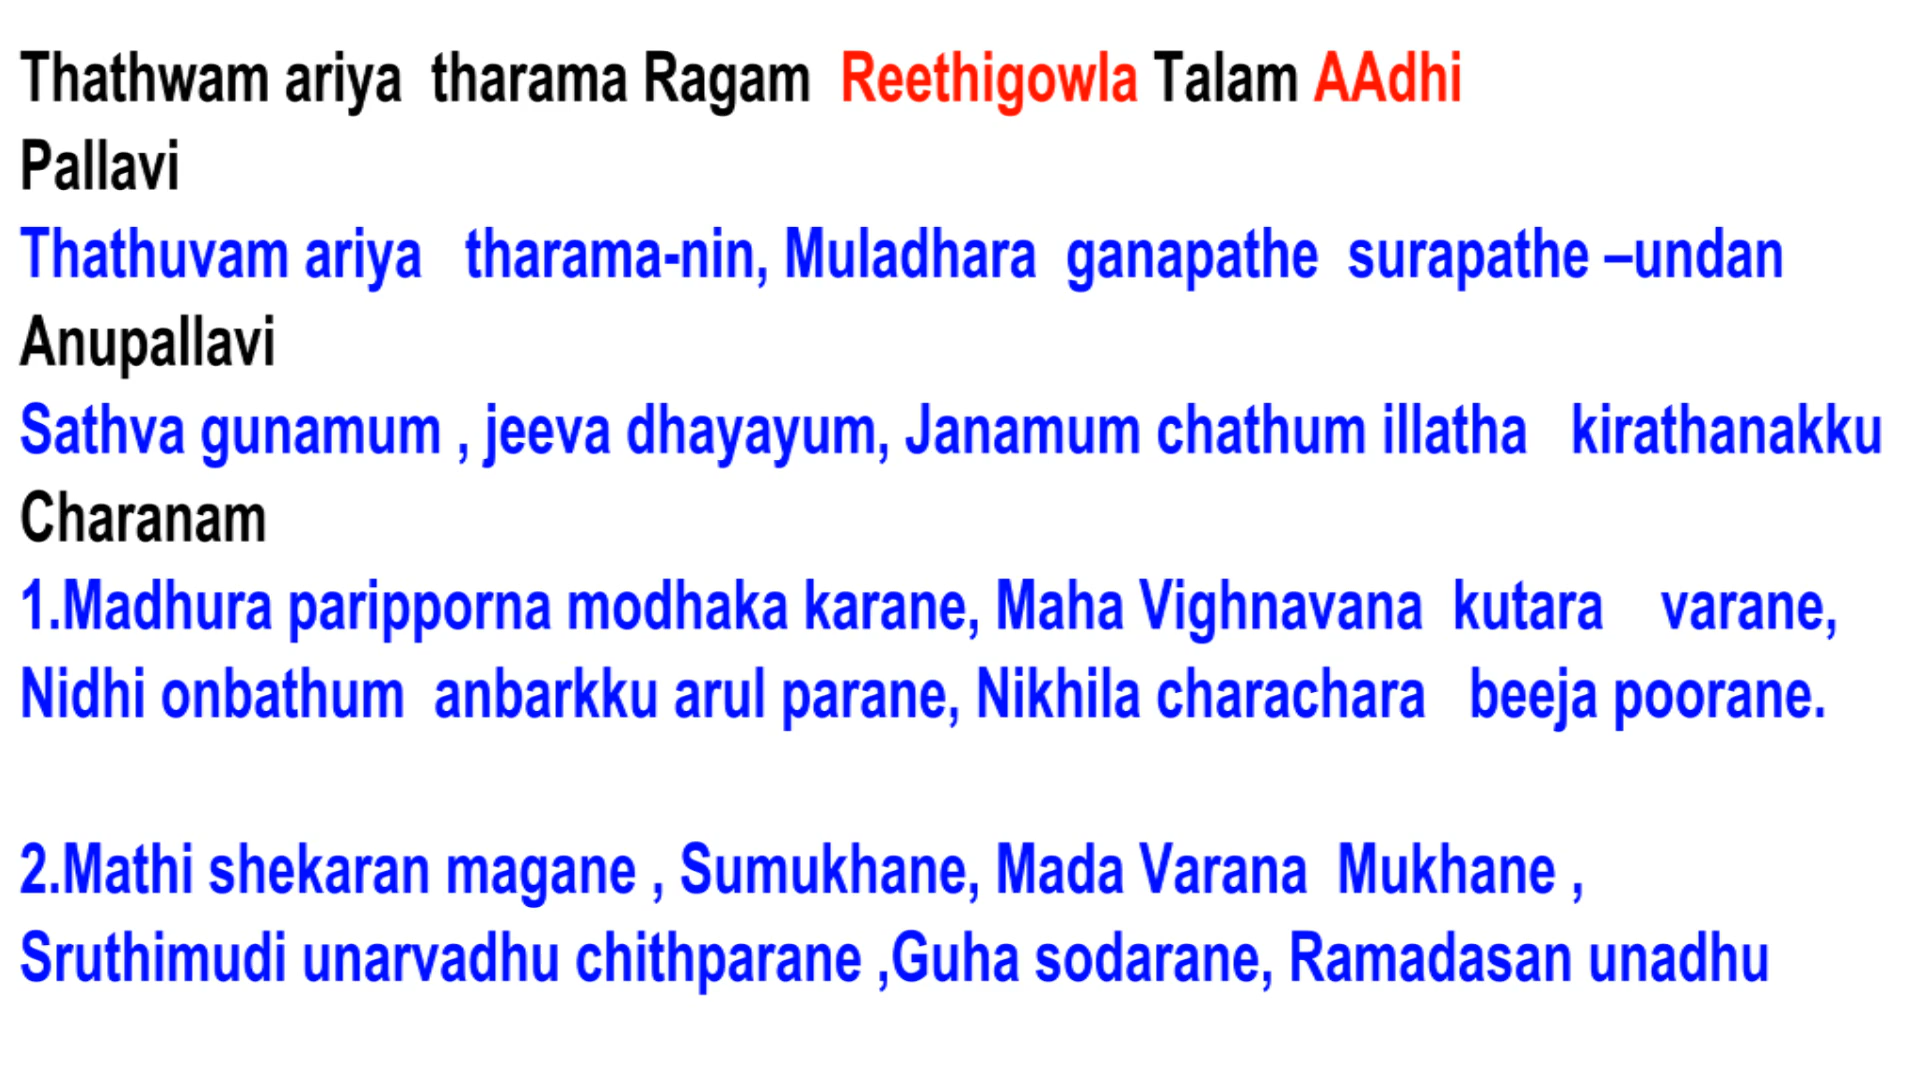 Thathwam ariya tharama Ragam Reethigowla Talam AAdhi
Pallavi
Thathuvam ariya tharama-nin, Muladhara ganapathe surapathe –undan
Anupallavi
Sathva gunamum , jeeva dhayayum, Janamum chathum illatha kirathanakku
Charanam
1.Madhura paripporna modhaka karane, Maha Vighnavana kutara varane,
Nidhi onbathum anbarkku arul parane, Nikhila charachara beeja poorane.
2.Mathi shekaran magane , Sumukhane, Mada Varana Mukhane ,
Sruthimudi unarvadhu chithparane ,Guha sodarane, Ramadasan unadhu